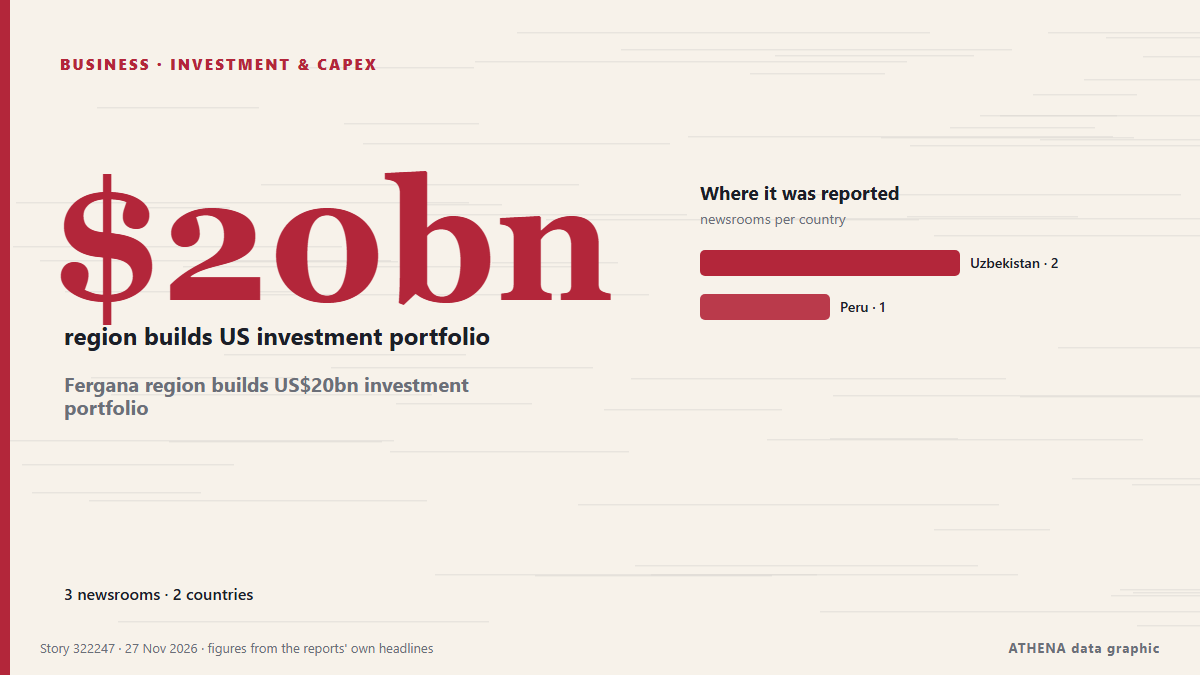 BUSINESS · INVESTMENT & CAPEX
$20bn
region builds US investment portfolio
Fergana region builds US$20bn investment
portfolio
Where it was reported
newsrooms per country
Uzbekistan · 2
Peru · 1
3 newsrooms · 2 countries
Story 322247 · 27 Nov 2026 · figures from the reports' own headlines
ATHENA data graphic